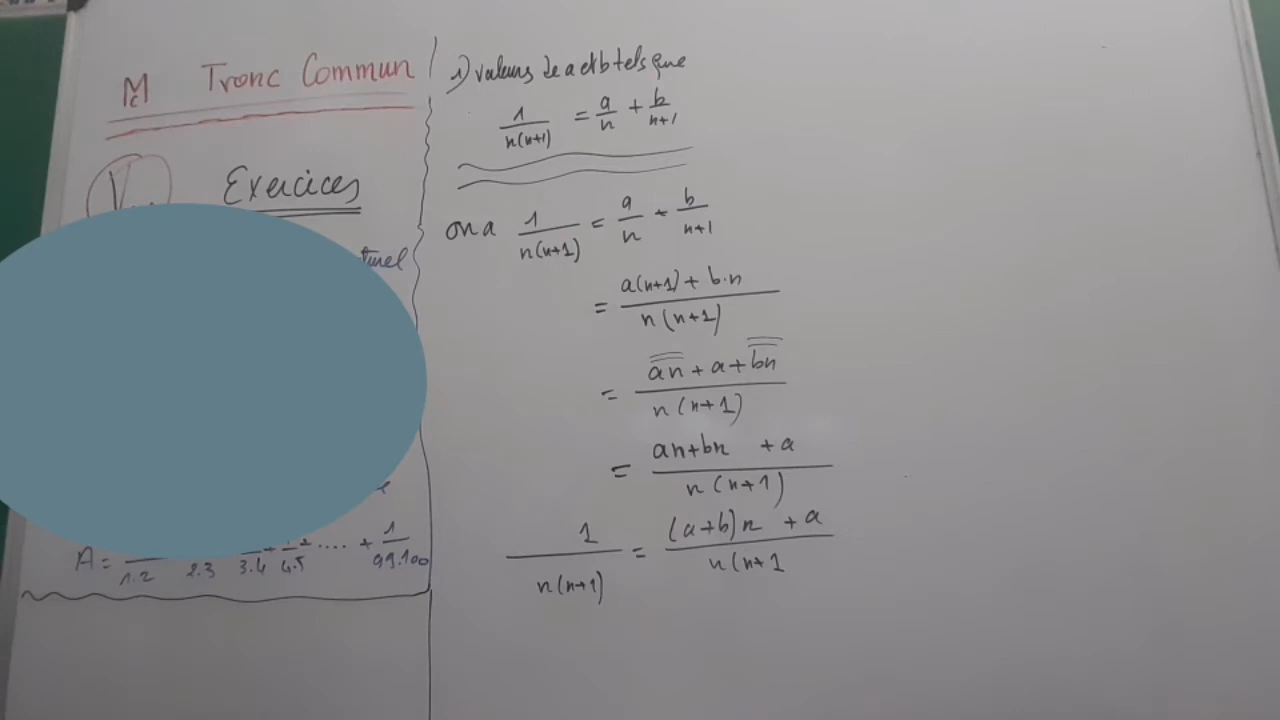 Mc Tronc Commun
Exercices
turel
A= 1.2 2.3 3.4 4.5 .... + 1/99.100
1) valeurs de a et b tels que
1/n(n+1) = a/n + b/n+1
on a 1/n(n+1) = a/n + b/n+1
= a(n+1) + b.n/n(n+1)
= an + a + bn/n(n+1)
= an+bn + a/n(n+1)
1/n(n+1) = (a+b)n + a/n(n+1